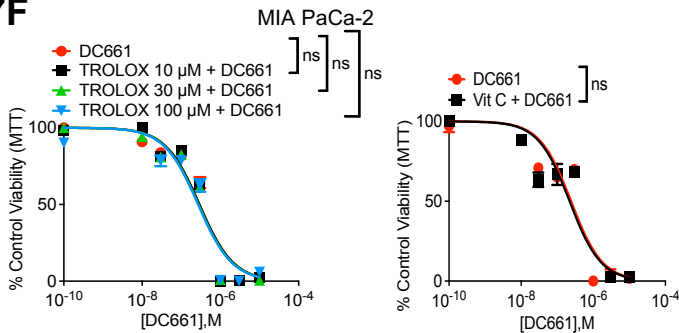 F
MIA PaCa-2
DC661
TROLOX 10 µM + DC661
TROLOX 30 µM + DC661
TROLOX 100 µM + DC661
ns
ns
ns
% Control Viability (MTT)
100
50
0
10-10
10-8
10-6
10-4
[DC661],M
DC661
Vit C + DC661
ns
% Control Viability (MTT)
100
50
0
10-10
10-8
10-6
10-4
[DC661],M